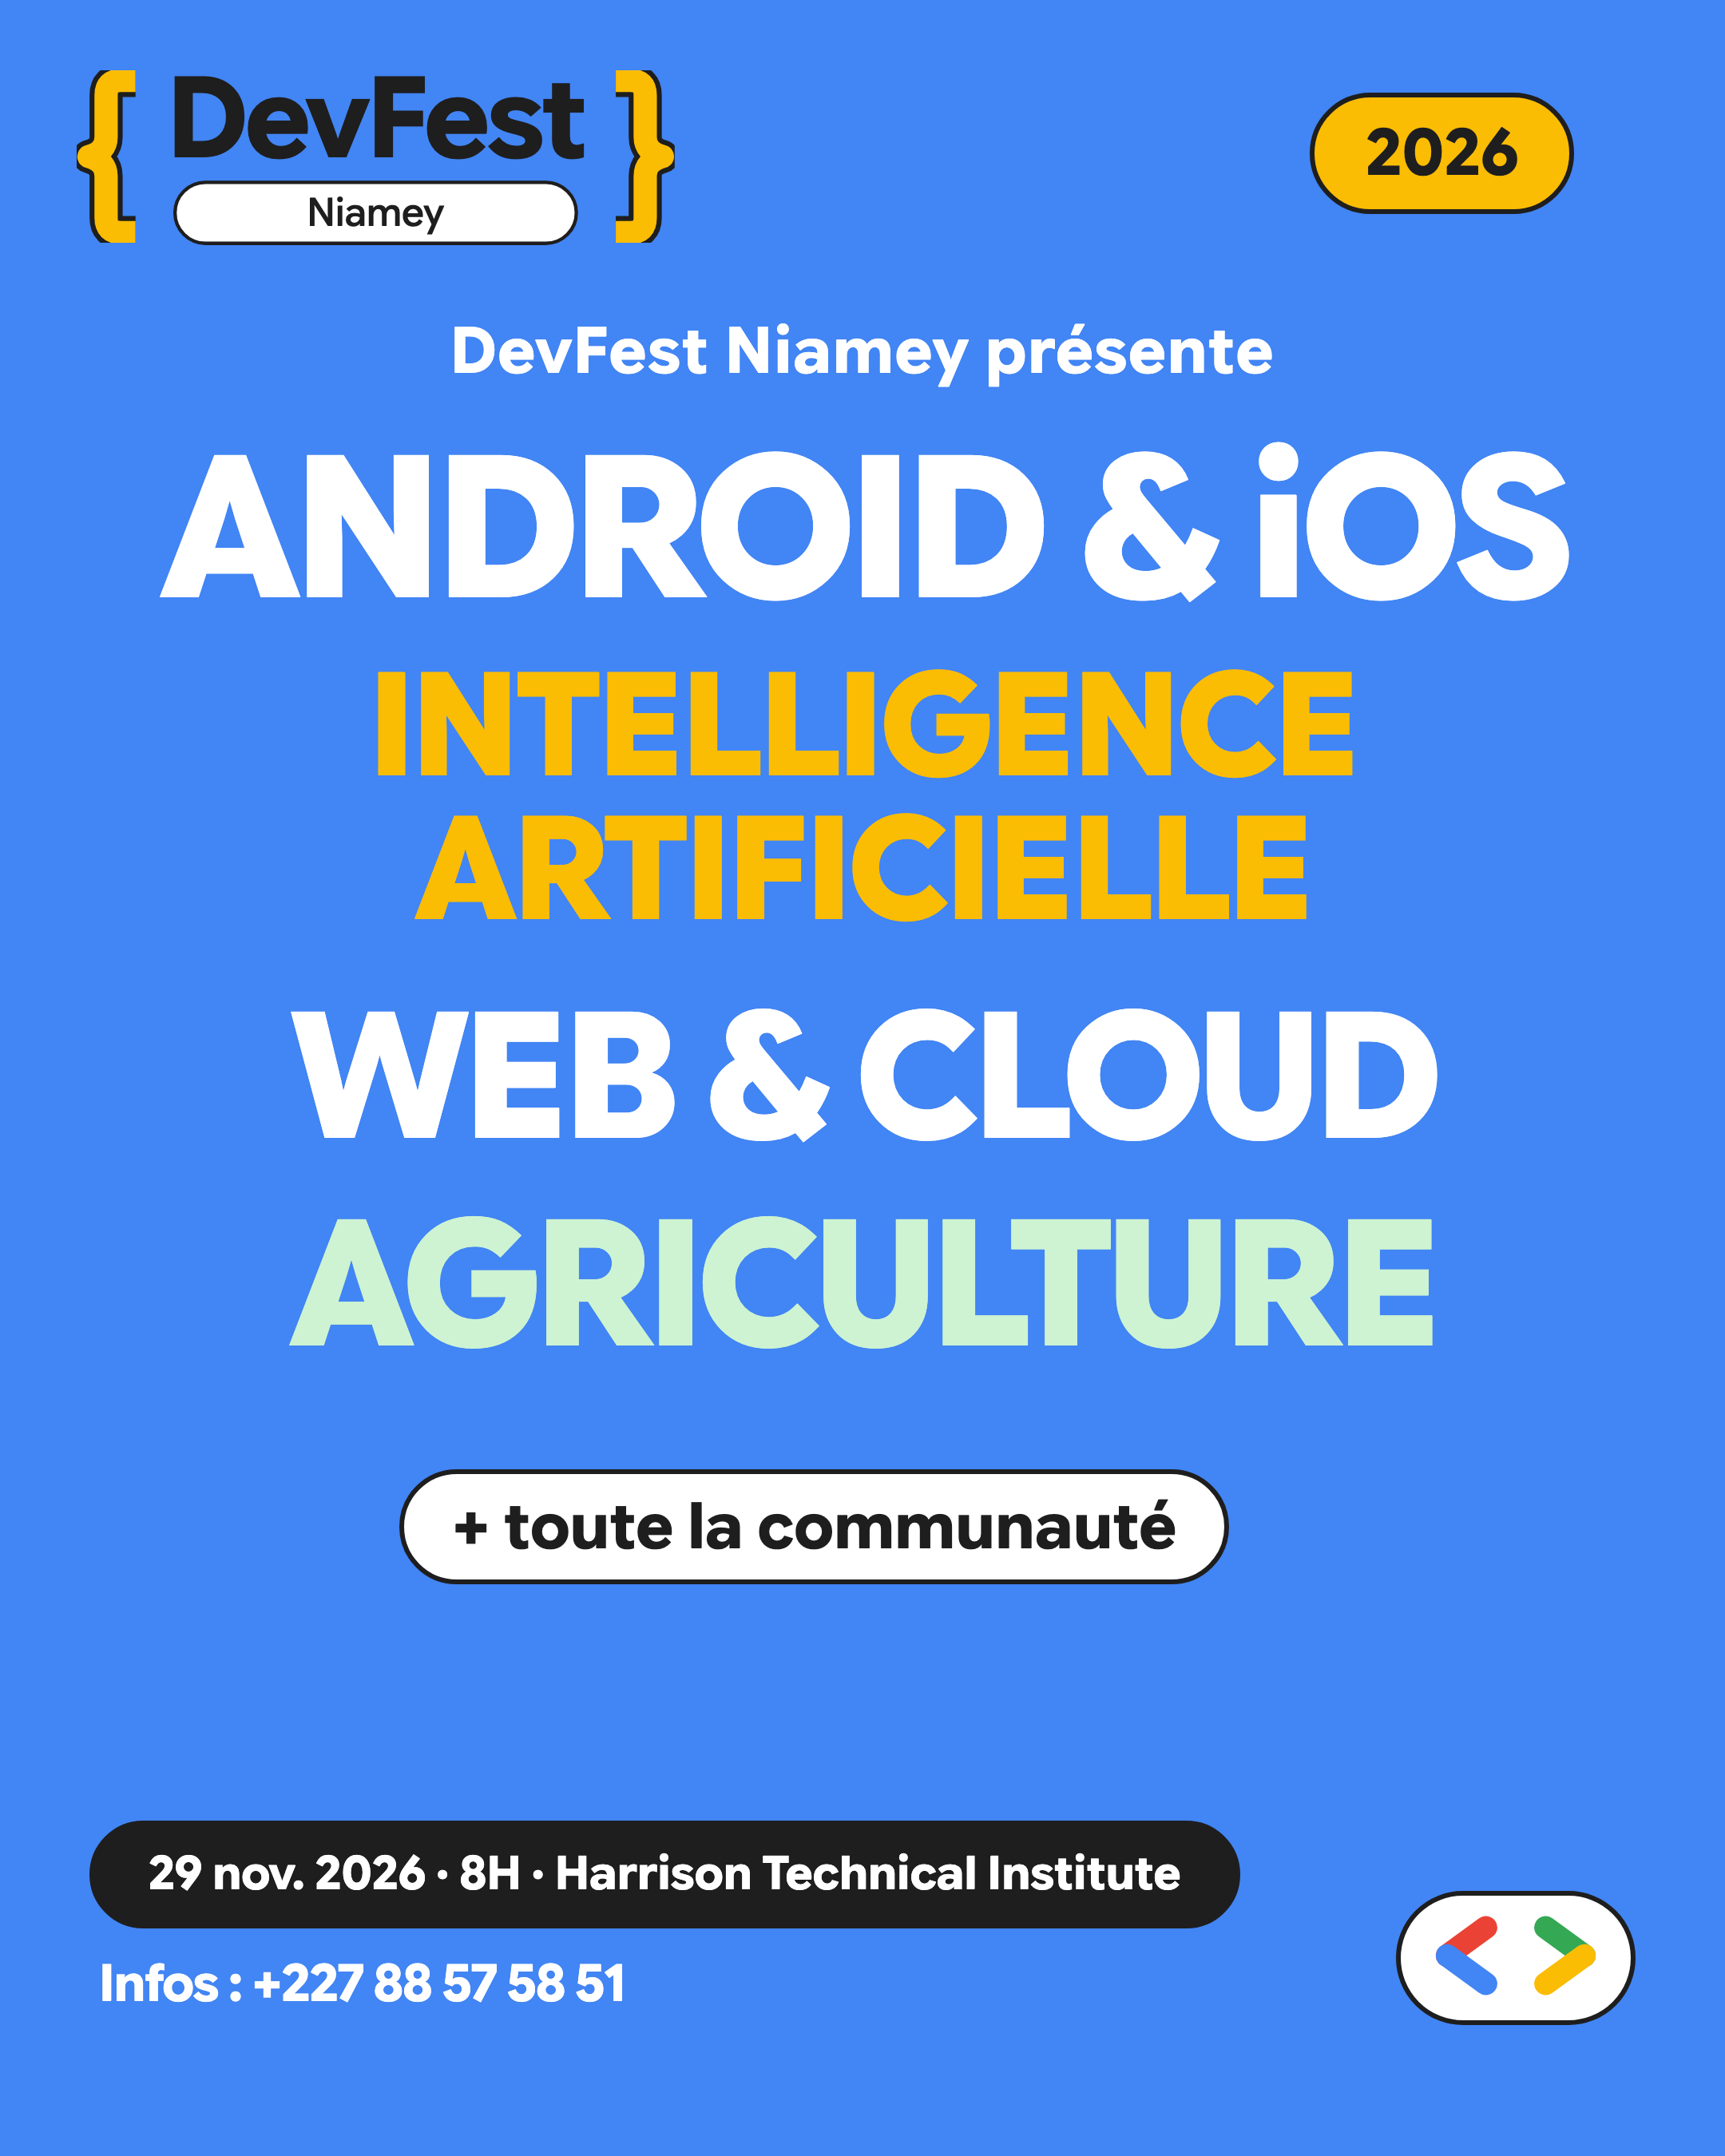 { DevFest }
Niamey
2026
DevFest Niamey présente
ANDROID & iOS
INTELLIGENCE
ARTIFICIELLE
WEB & CLOUD
AGRICULTURE
+ toute la communauté
29 nov. 2026 · 8H · Harrison Technical Institute
Infos : +227 88 57 58 51